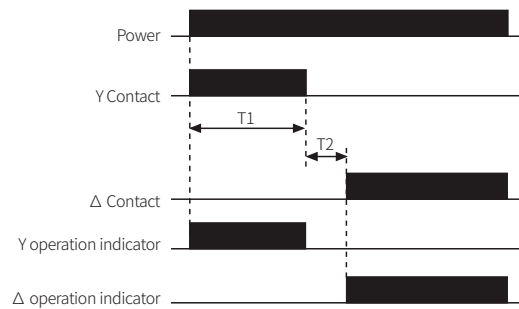 Power
Y Contact
T1
T2
Δ Contact
Y operation indicator
Δ operation indicator